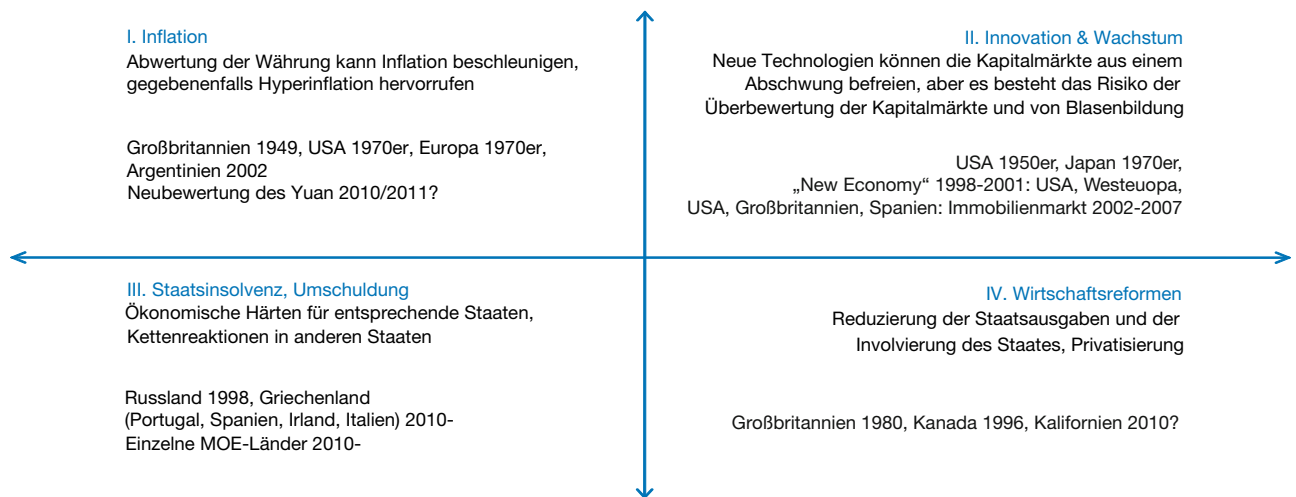 I. Inflation
Abwertung der Währung kann Inflation beschleunigen,
gegebenenfalls Hyperinflation hervorrufen
Großbritannien 1949, USA 1970er, Europa 1970er,
Argentinien 2002
Neubewertung des Yuan 2010/2011?
II. Innovation & Wachstum
Neue Technologien können die Kapitalmärkte aus einem
Abschwung befreien, aber es besteht das Risiko der
Überbewertung der Kapitalmärkte und von Blasenbildung
USA 1950er, Japan 1970er,
„New Economy“ 1998-2001: USA, Westeuopa,
USA, Großbritannien, Spanien: Immobilienmarkt 2002-2007
III. Staatsinsolvenz, Umschuldung
Ökonomische Härten für entsprechende Staaten,
Kettenreaktionen in anderen Staaten
Russland 1998, Griechenland
(Portugal, Spanien, Irland, Italien) 2010-
Einzelne MOE-Länder 2010-
IV. Wirtschaftsreformen
Reduzierung der Staatsausgaben und der
Involvierung des Staates, Privatisierung
Großbritannien 1980, Kanada 1996, Kalifornien 2010?